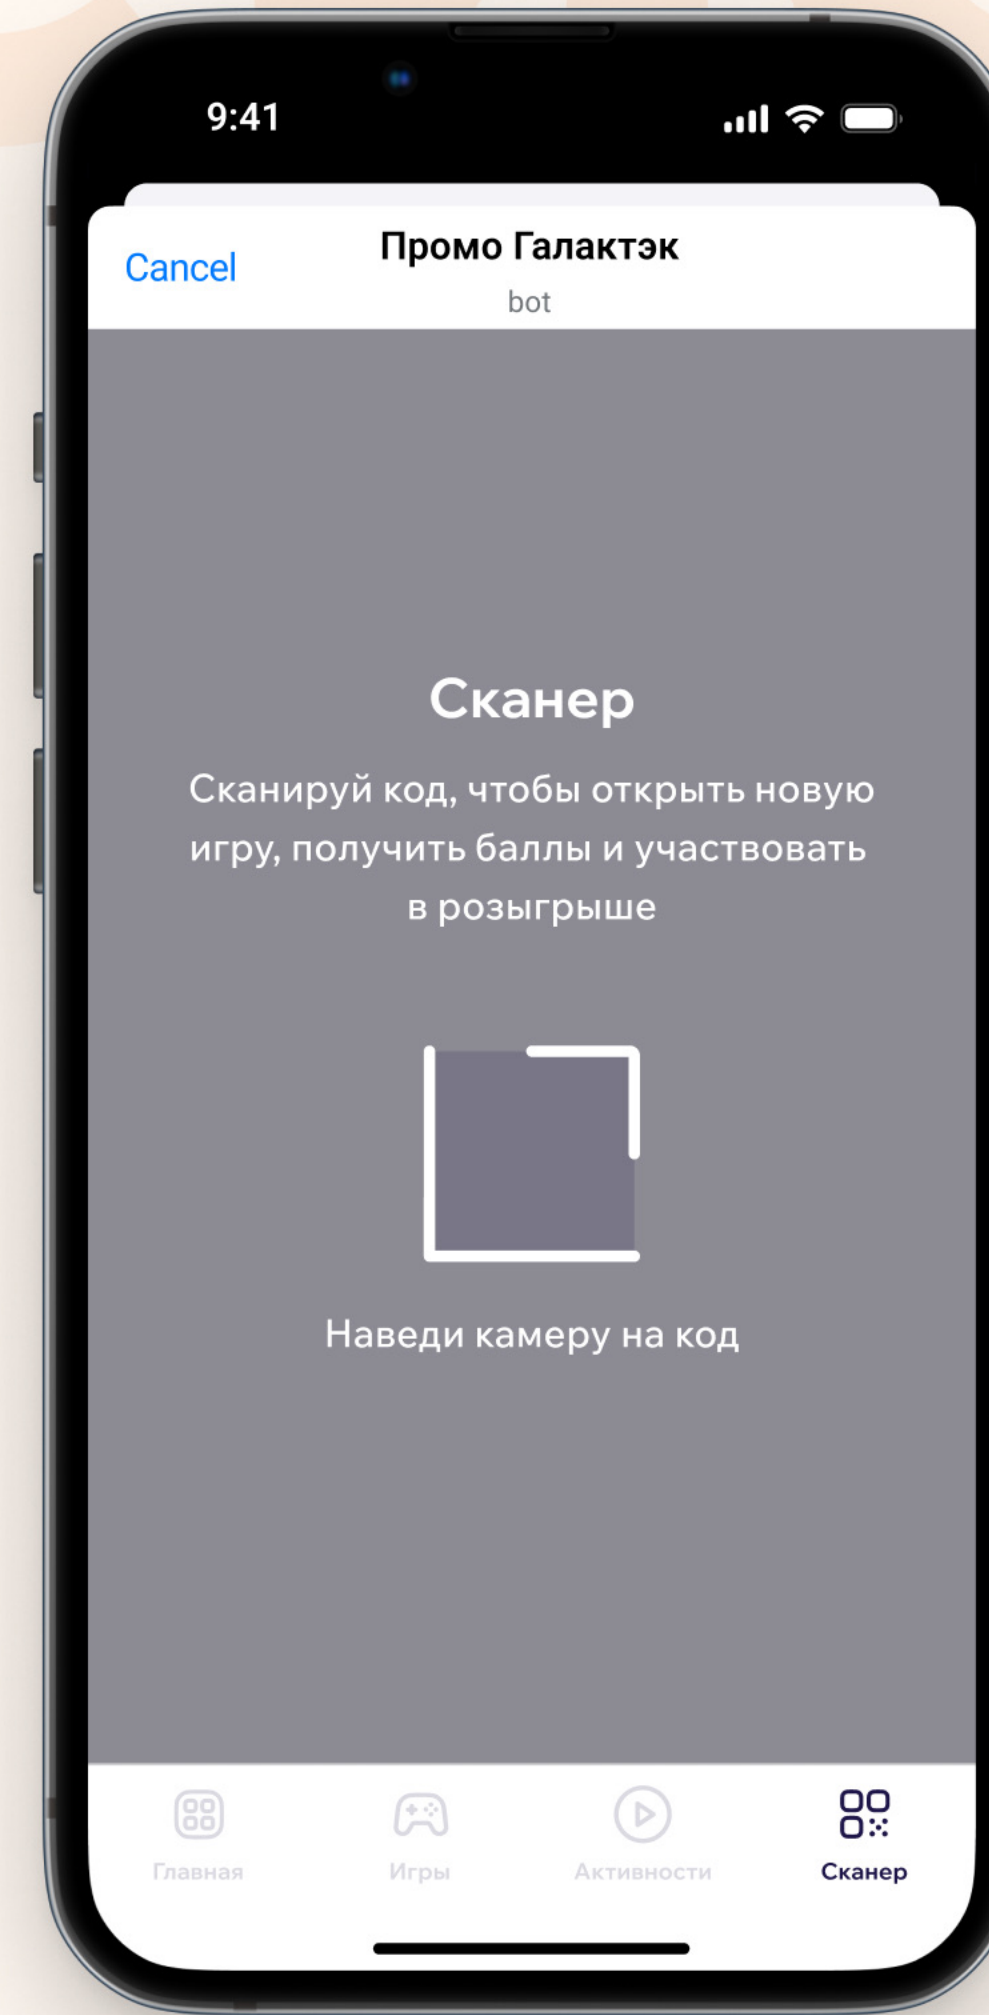 9:41
Cancel
Промо Галактэк
bot
Сканер
Сканируй код, чтобы открыть новую
игру, получить баллы и участвовать
в розыгрыше
Наведи камеру на код
Главная
Игры
Активности
Сканер